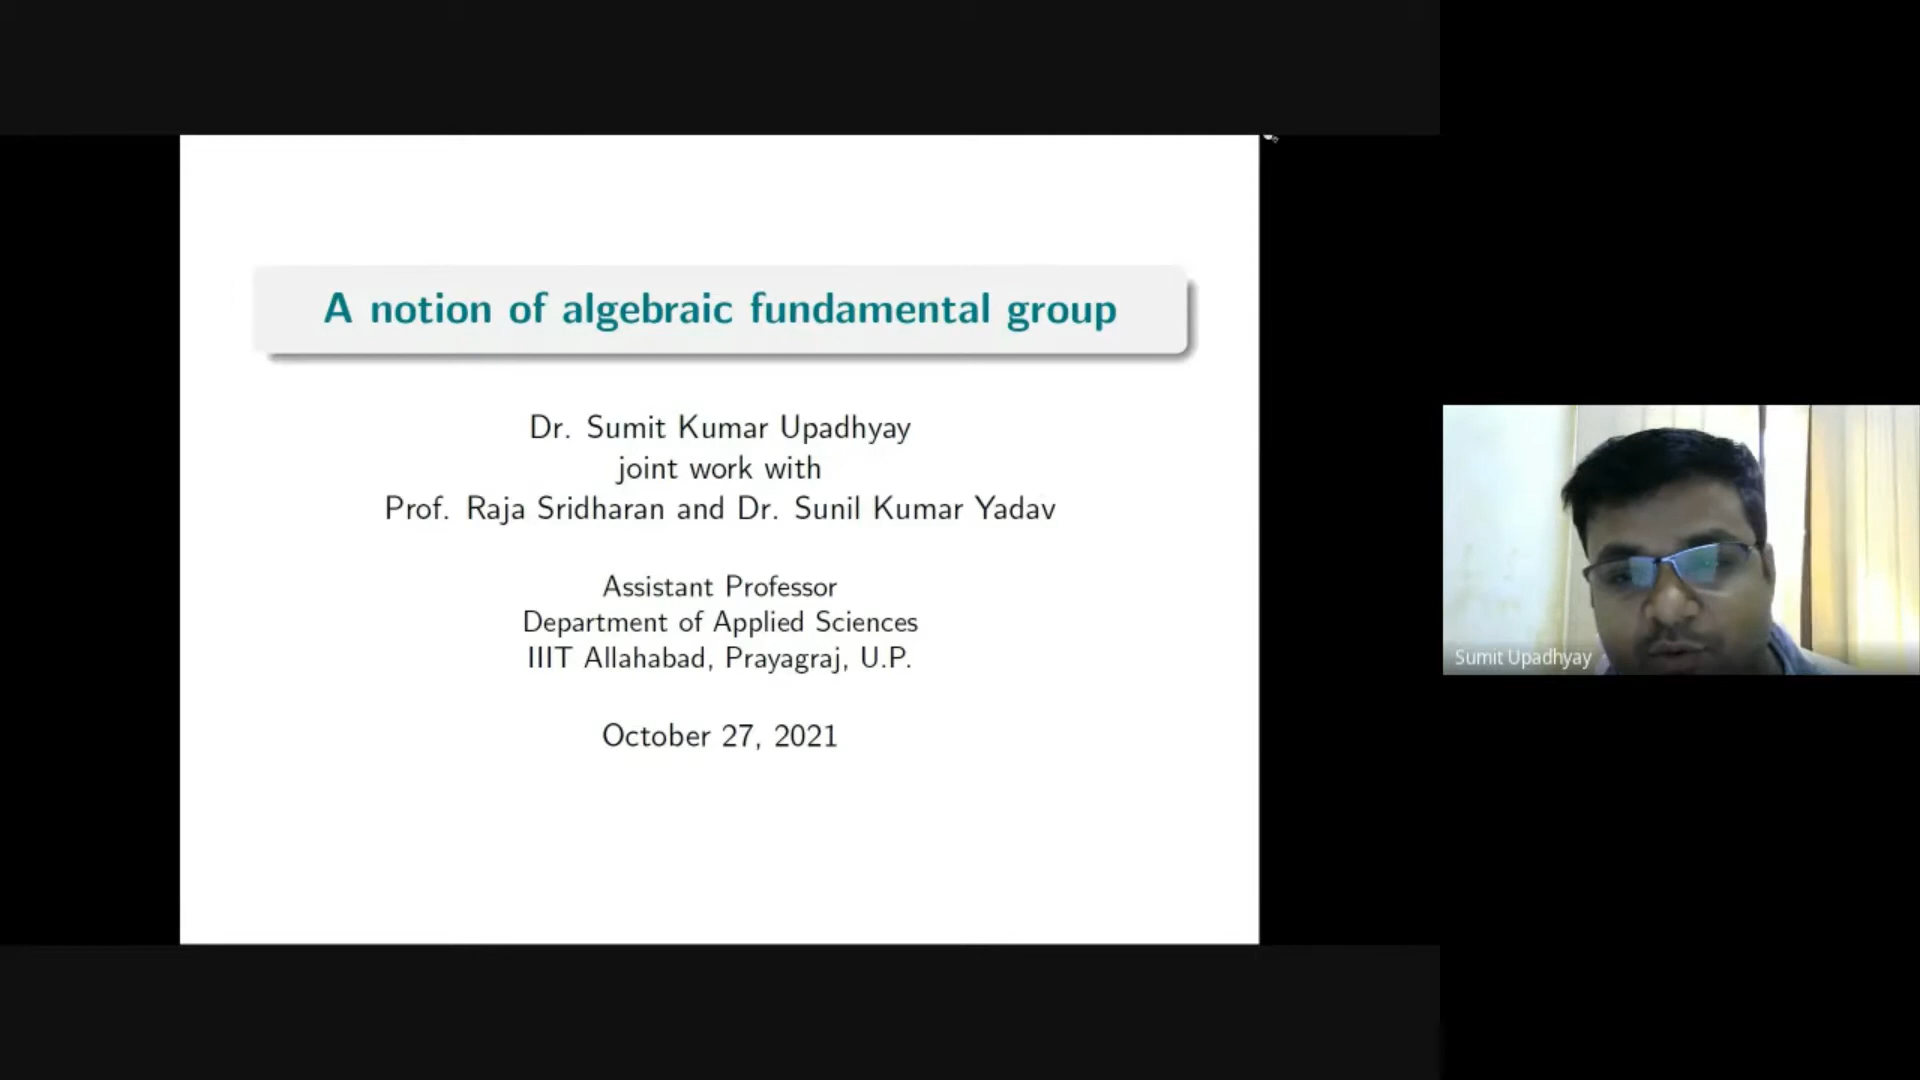 A notion of algebraic fundamental group
Dr. Sumit Kumar Upadhyay
joint work with
Prof. Raja Sridharan and Dr. Sunil Kumar Yadav
Assistant Professor
Department of Applied Sciences
IIIT Allahabad, Prayagraj, U.P.
October 27, 2021
Sumit Upadhyay